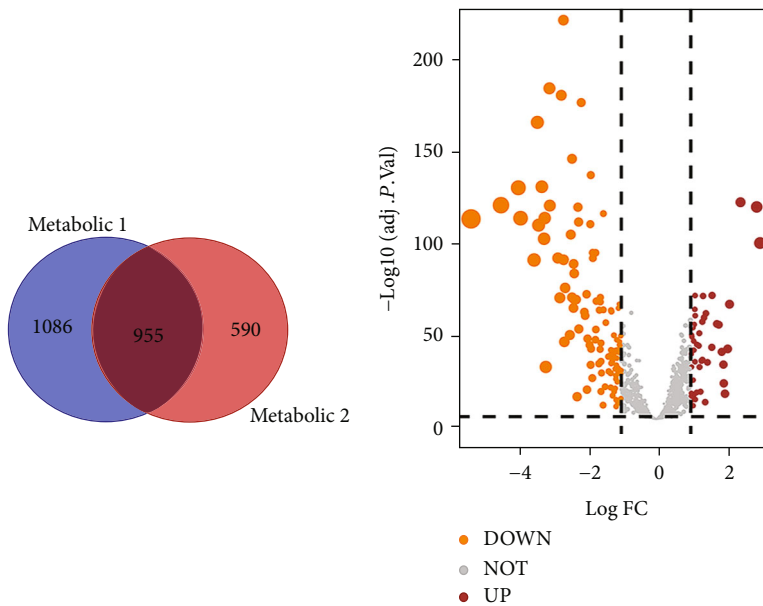 Metabolic 1
1086
955
590
Metabolic 2
200
150
100
50
0
−Log10 (adj .P.Val)
−4
−2
0
2
Log FC
DOWN
NOT
UP